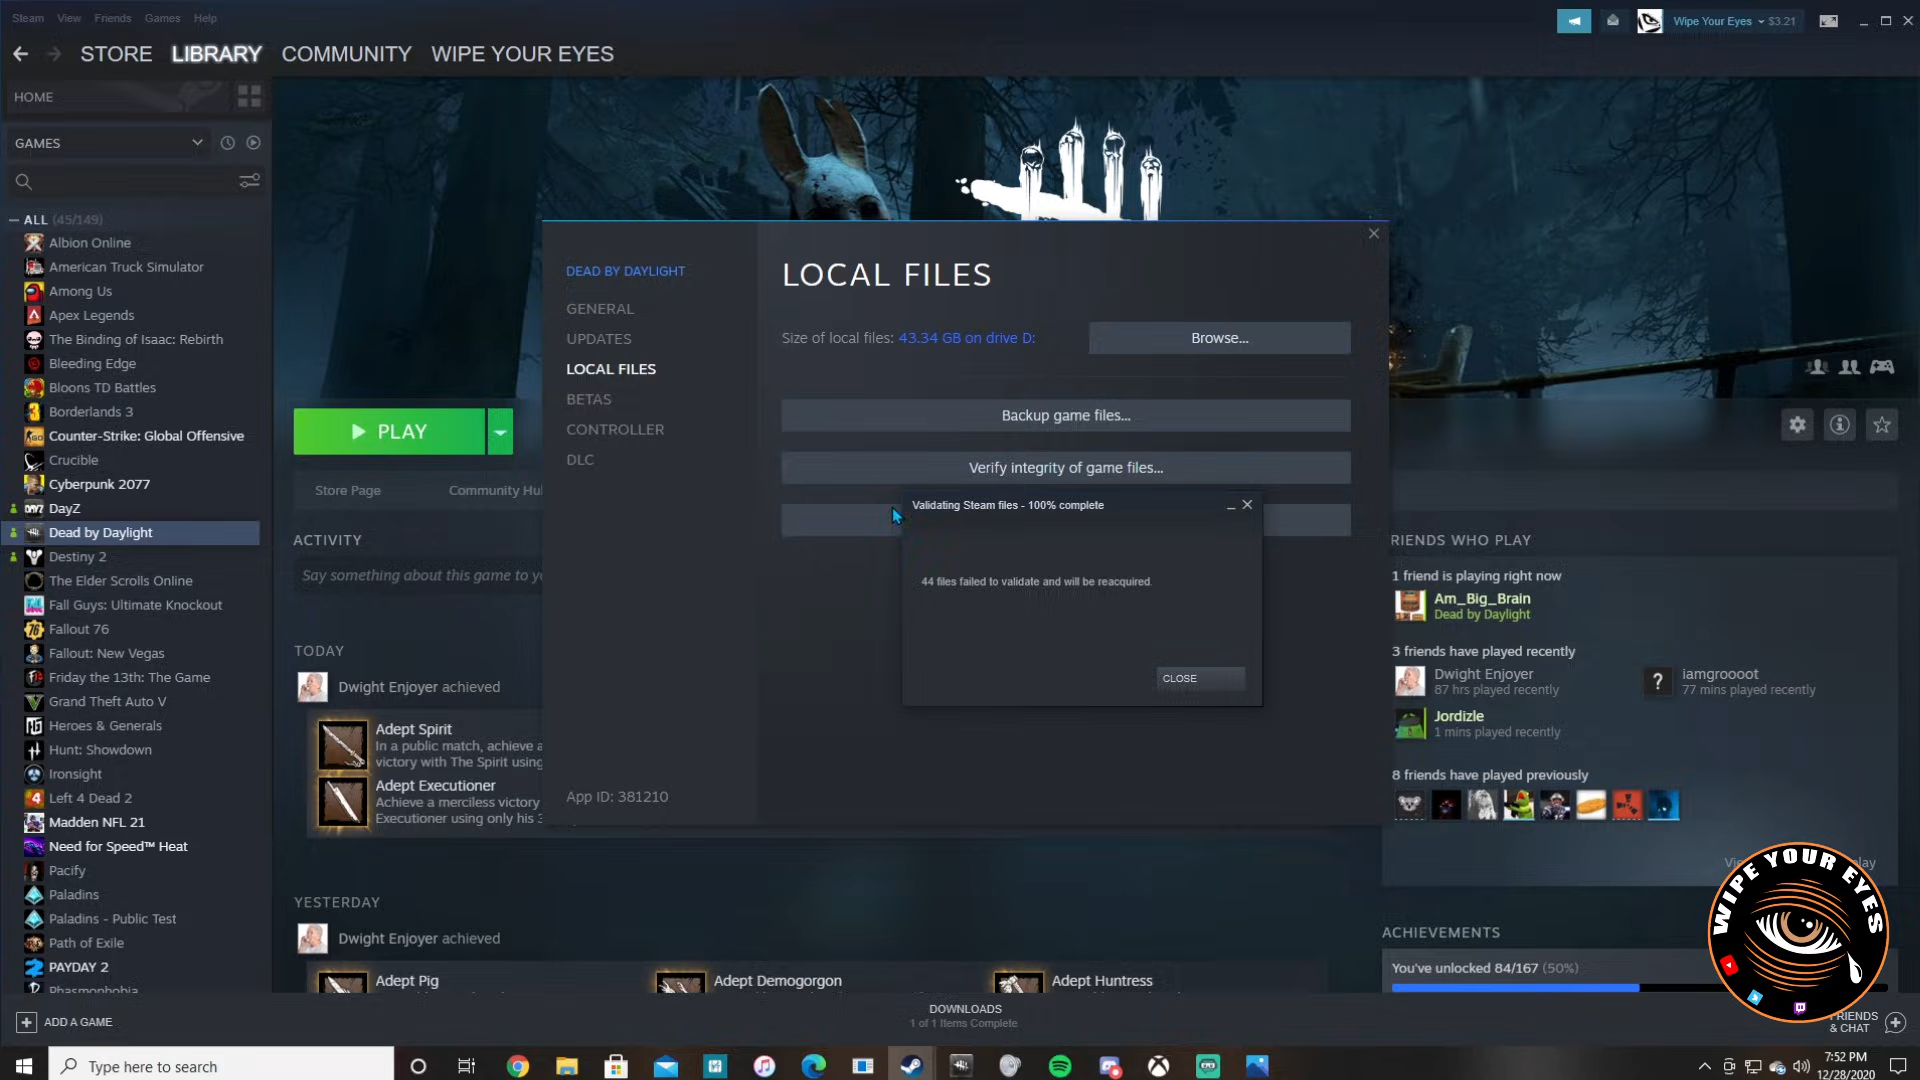 Steam View Friends Games Help
Wipe Your Eyes $3.21
STORE LIBRARY COMMUNITY WIPE YOUR EYES
HOME
GAMES
ALL (45/149)
Albion Online
American Truck Simulator
Among Us
Apex Legends
The Binding of Isaac: Rebirth
Bleeding Edge
Bloons TD Battles
Borderlands 3
Counter-Strike: Global Offensive
Crucible
Cyberpunk 2077
DayZ
Dead by Daylight
Destiny 2
The Elder Scrolls Online
Fall Guys: Ultimate Knockout
Fallout 76
Fallout: New Vegas
Friday the 13th: The Game
Grand Theft Auto V
Heroes & Generals
Hunt: Showdown
Ironsight
Left 4 Dead 2
Madden NFL 21
Need for Speed™ Heat
Pacify
Paladins
Paladins - Public Test
Path of Exile
PAYDAY 2
Phasmophobia
ADD A GAME
PLAY
Store Page Community Hu
ACTIVITY
Say something about this game to yo
TODAY
Dwight Enjoyer achieved
Adept Spirit
In a public match, achieve a
victory with The Spirit using
Adept Executioner
Achieve a merciless victory
Executioner using only his 3
YESTERDAY
Dwight Enjoyer achieved
Adept Pig
Adept Demogorgon
Adept Huntress
DEAD BY DAYLIGHT
GENERAL
UPDATES
LOCAL FILES
BETAS
CONTROLLER
DLC
App ID: 381210
LOCAL FILES
Size of local files: 43.34 GB on drive D:
Browse...
Backup game files...
Verify integrity of game files...
Validating Steam files - 100% complete
44 files failed to validate and will be reacquired.
CLOSE
RIENDS WHO PLAY
1 friend is playing right now
Am_Big_Brain
Dead by Daylight
3 friends have played recently
Dwight Enjoyer
87 hrs played recently
iamgroooot
77 mins played recently
Jordizle
1 mins played recently
8 friends have played previously
WIPE YOUR EYES
ACHIEVEMENTS
You've unlocked 84/167 (50%)
DOWNLOADS
1 of 1 Items Complete
FRIENDS
& CHAT
Type here to search
7:52 PM
12/28/2020